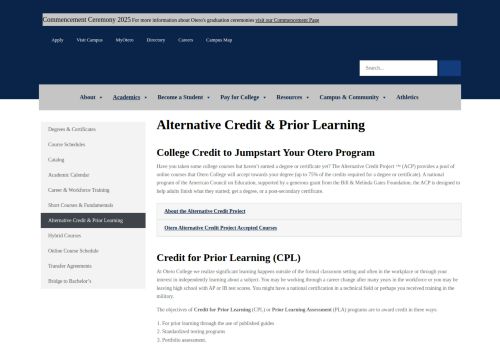 Commencement Ceremony 2025 For more information about Otero's graduation ceremonies visit our Commencement Page
Apply Visit Campus MyOtero Directory Careers Campus Map
Search...
About Academics Become a Student Pay for College Resources Campus & Community Athletics
Degrees & Certificates
Course Schedules
Catalog
Academic Calendar
Career & Workforce Training
Short Courses & Fundamentals
Alternative Credit & Prior Learning
Hybrid Courses
Online Course Schedule
Transfer Agreements
Bridge to Bachelor's
Alternative Credit & Prior Learning
College Credit to Jumpstart Your Otero Program
Have you taken some college courses but haven't earned a degree or certificate yet? The Alternative Credit Project ™ (ACP) provides a pool of
online courses that Otero College will accept towards your degree (up to 75% of the credits required for a degree or certificate). A national
program of the American Council on Education, supported by a generous grant from the Bill & Melinda Gates Foundation, the ACP is designed to
help adults finish what they started: get a degree, or a post-secondary certificate.
About the Alternative Credit Project
Otero Alternative Credit Project Accepted Courses
Credit for Prior Learning (CPL)
At Otero College we realize significant learning happens outside of the formal classroom setting and often in the workplace or through your
interest in independently learning about a subject. You may be working through a career change after many years in the workforce or you may be
leaving high school with AP or IB test scores. You might have a national certification in a technical field or perhaps you received training in the
military.
The objectives of Credit for Prior Learning (CPL) or Prior Learning Assessment (PLA) programs are to award credit in three ways:
1. For prior learning through the use of published guides
2. Standardized testing programs
3. Portfolio assessment.